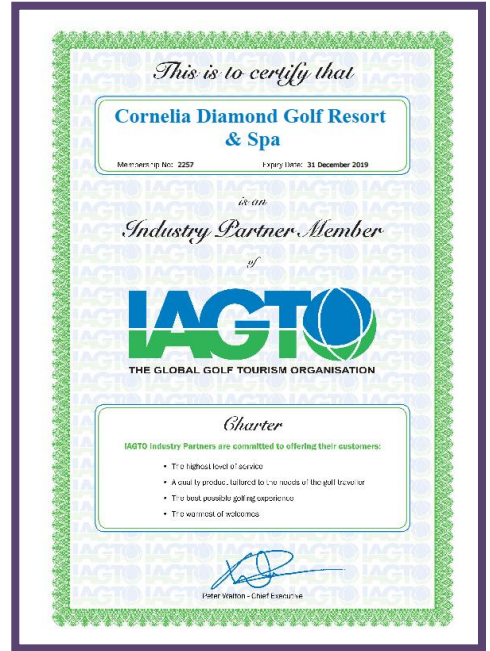 This is to certify that
Cornelia Diamond Golf Resort
& Spa
Membership No: 2257 Expiry Date: 31 December 2019
is an
Industry Partner Member
of
IAGTO
THE GLOBAL GOLF TOURISM ORGANISATION
Charter
IAGTO Industry Partners are committed to offering their customers:
• The highest level of service
• A quality product tailored to the needs of the golf traveller
• The best possible golfing experience
• The warmest of welcomes
Peter Walton - Chief Executive